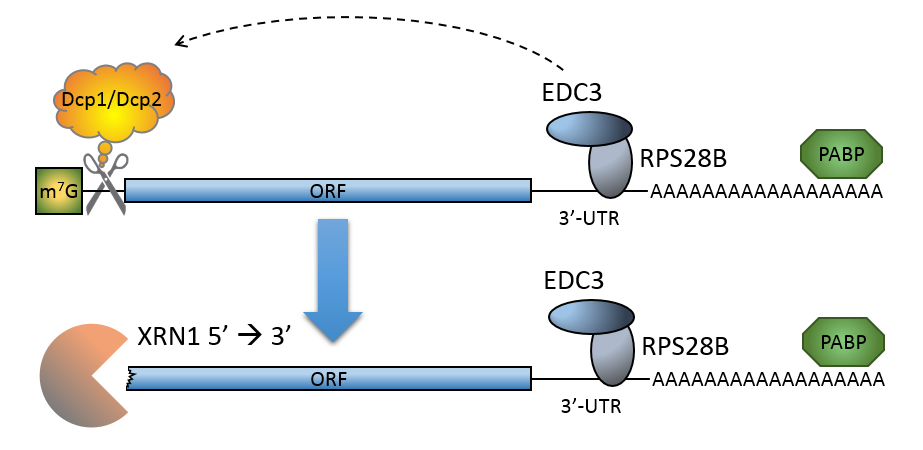 Dcp1/Dcp2
EDC3
RPS28B
PABP
m⁷G
ORF
AAAAAAAAAAAAAAAAAA
3’-UTR
EDC3
XRN1 5’ → 3’
RPS28B
PABP
ORF
AAAAAAAAAAAAAAAAAA
3’-UTR